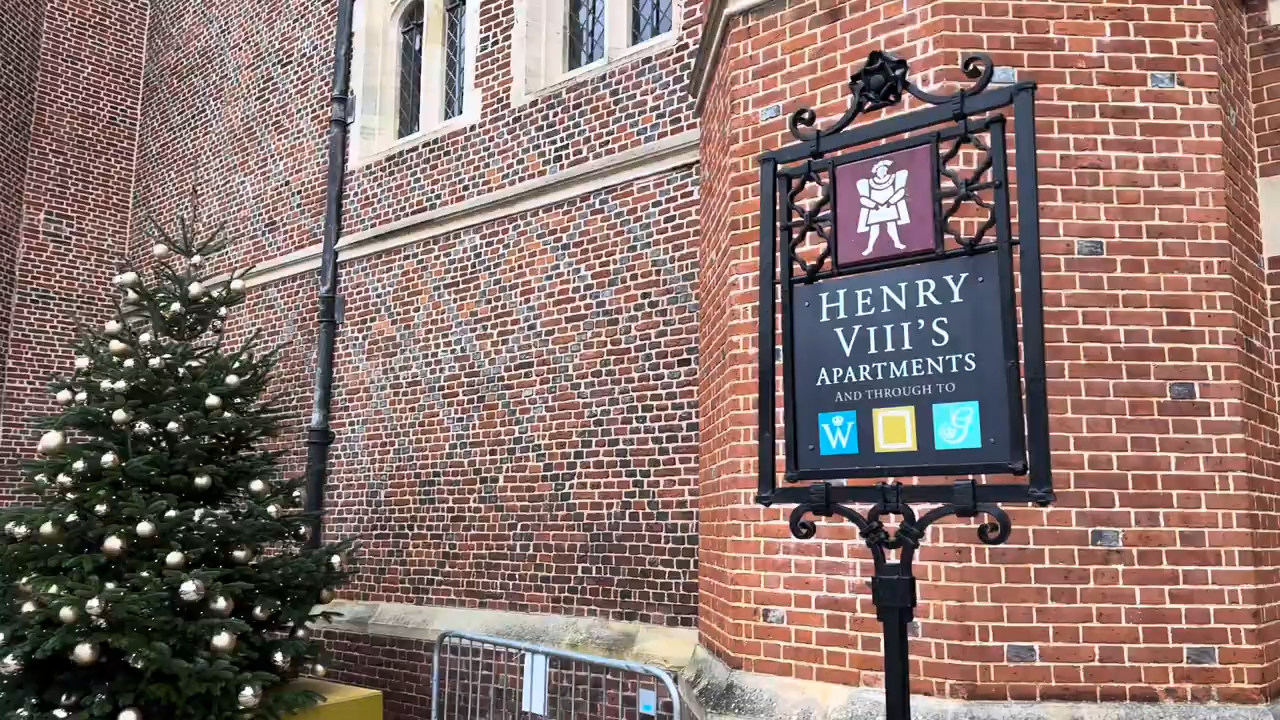 HENRY
VIII'S
APARTMENTS
AND THROUGH TO
W G